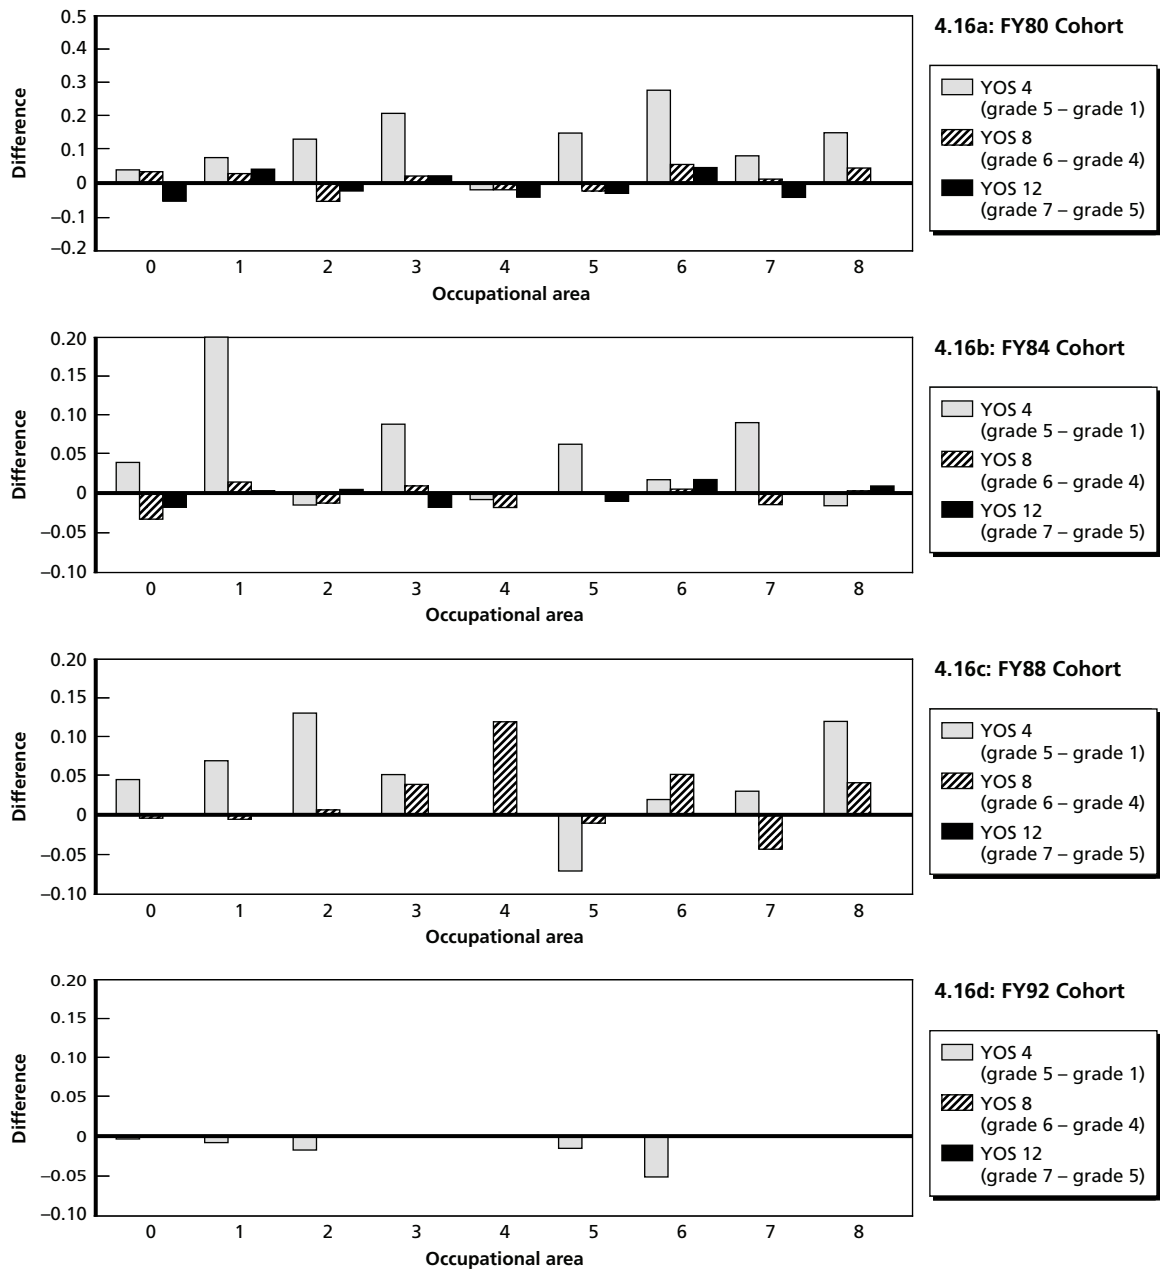 4.16a: FY80 Cohort
Difference
0.5
0.4
0.3
0.2
0.1
0
–0.1
–0.2
0 1 2 3 4 5 6 7 8
Occupational area
YOS 4
(grade 5 – grade 1)
YOS 8
(grade 6 – grade 4)
YOS 12
(grade 7 – grade 5)
4.16b: FY84 Cohort
Difference
0.20
0.15
0.10
0.05
0
–0.05
–0.10
0 1 2 3 4 5 6 7 8
Occupational area
YOS 4
(grade 5 – grade 1)
YOS 8
(grade 6 – grade 4)
YOS 12
(grade 7 – grade 5)
4.16c: FY88 Cohort
Difference
0.20
0.15
0.10
0.05
0
–0.05
–0.10
0 1 2 3 4 5 6 7 8
Occupational area
YOS 4
(grade 5 – grade 1)
YOS 8
(grade 6 – grade 4)
YOS 12
(grade 7 – grade 5)
4.16d: FY92 Cohort
Difference
0.20
0.15
0.10
0.05
0
–0.05
–0.10
0 1 2 3 4 5 6 7 8
Occupational area
YOS 4
(grade 5 – grade 1)
YOS 8
(grade 6 – grade 4)
YOS 12
(grade 7 – grade 5)